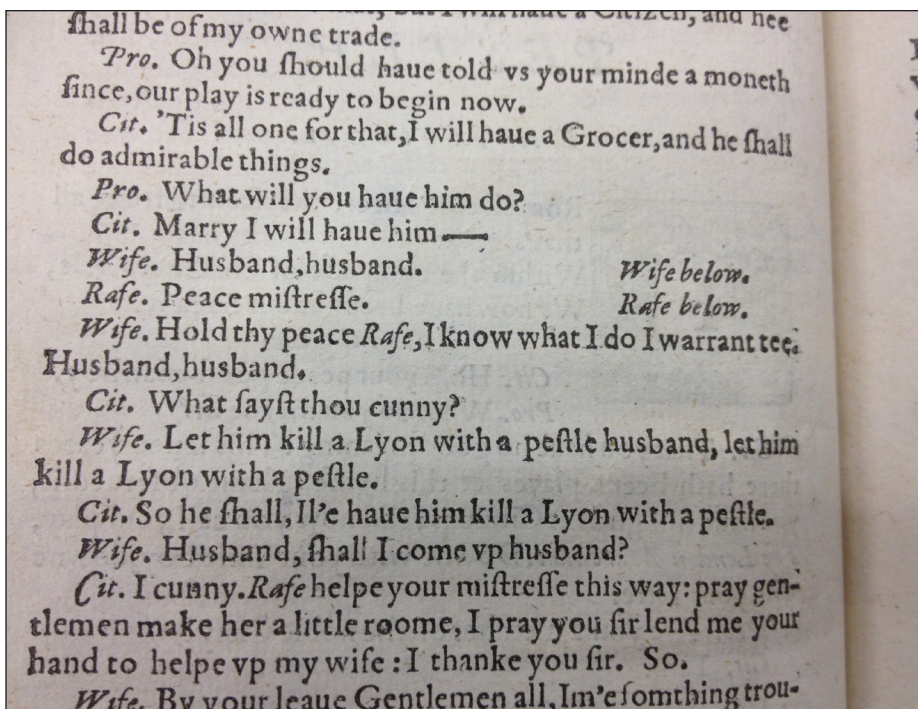 but I will haue a Citizen, and hee
ſhall be of my owne trade.
Pro. Oh you ſhould haue told vs your minde a moneth
ſince, our play is ready to begin now.
Cit. 'Tis all one for that, I will haue a Grocer, and he ſhall
do admirable things.
Pro. What will you haue him do?
Cit. Marry I will haue him —
Wife. Husband, husband. Wife below.
Rafe. Peace miſtreſſe. Rafe below.
Wife. Hold thy peace Rafe, I know what I do I warrant tee.
Husband, husband.
Cit. What ſayſt thou cunny?
Wife. Let him kill a Lyon with a peſtle husband, let him
kill a Lyon with a peſtle.
Cit. So he ſhall, Il'e haue him kill a Lyon with a peſtle.
Wife. Husband, ſhall I come vp husband?
Cit. I cunny. Rafe helpe your miſtreſſe this way: pray gen-
tlemen make her a little roome, I pray you ſir lend me your
hand to helpe vp my wife: I thanke you ſir. So.
Wife. By your leaue Gentlemen all, Im'e ſomthing trou-